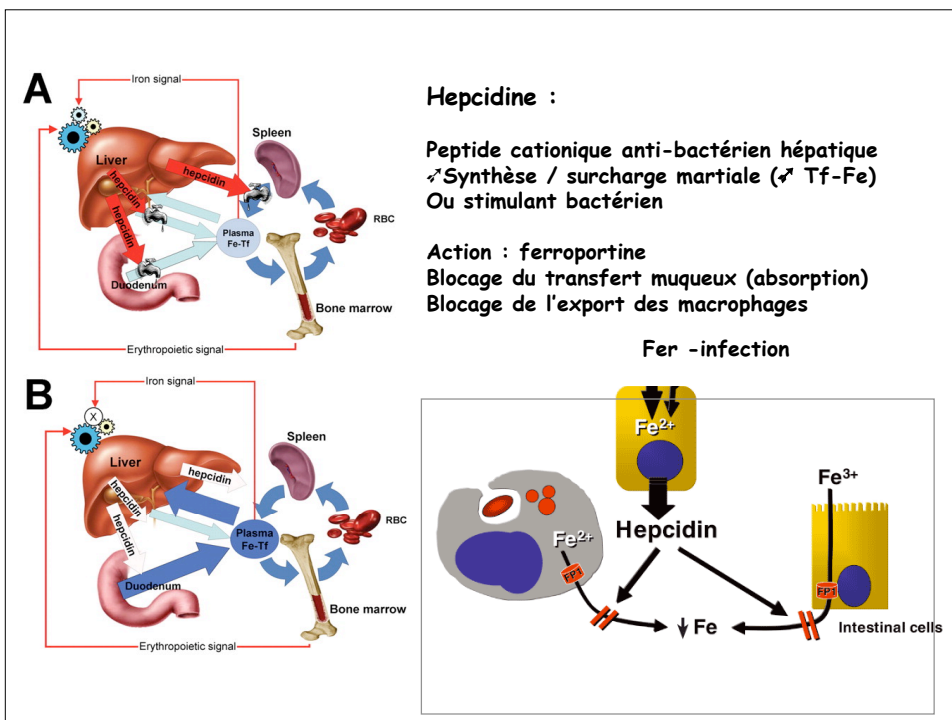 A
Iron signal
Spleen
Liver
hepcidin
hepcidin
hepcidin
RBC
Plasma
Fe-Tf
Duodenum
Bone marrow
Erythropoietic signal
B
Iron signal
X
Spleen
Liver
hepcidin
hepcidin
hepcidin
RBC
Plasma
Fe-Tf
Duodenum
Bone marrow
Erythropoietic signal
Hepcidine :
Peptide cationique anti-bactérien hépatique
➚Synthèse / surcharge martiale (➚ Tf-Fe)
Ou stimulant bactérien
Action : ferroportine
Blocage du transfert muqueux (absorption)
Blocage de l’export des macrophages
Fer -infection
Fe2+
Fe3+
Hepcidin
Fe2+
FP1
FP1
↓ Fe
Intestinal cells